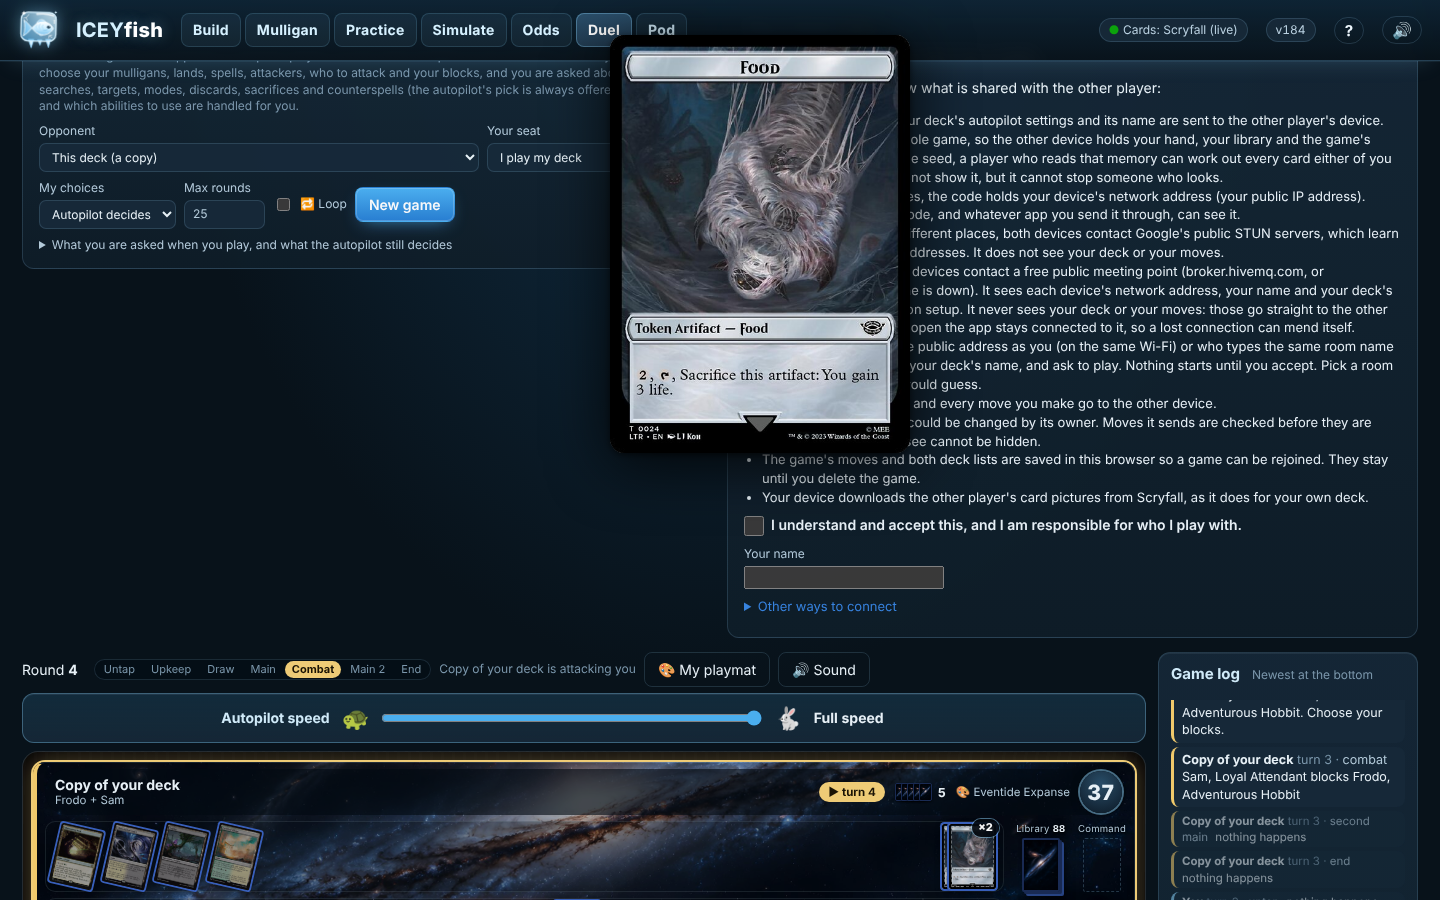 ICEYfish
Build
Mulligan
Practice
Simulate
Odds
Duel
Pod
Cards: Scryfall (live)
v184
?
choose your mulligans, lands, spells, attackers, who to attack and your blocks, and you are asked
searches, targets, modes, discards, sacrifices and counterspells (the autopilot's pick is always
and which abilities to use are handled for you.
Opponent
Your seat
This deck (a copy)
I play my deck
My choices
Max rounds
Autopilot decides
25
Loop
New game
What you are asked when you play, and what the autopilot still decides
Food
Token Artifact — Food
2, , Sacrifice this artifact: You gain
3 life.
T 0024
LTR • EN LJ Koh
© MEE
™ & © 2023 Wizards of the Coast
what is shared with the other player:
deck's autopilot settings and its name are sent to the other player's device.
game, so the other device holds your hand, your library and the game's
seed, a player who reads that memory can work out every card either of you
not show it, but it cannot stop someone who looks.
the code holds your device's network address (your public IP address).
and whatever app you send it through, can see it.
places, both devices contact Google's public STUN servers, which learn
It does not see your deck or your moves.
devices contact a free public meeting point (broker.hivemq.com, or
is down). It sees each device's network address, your name and your deck's
setup. It never sees your deck or your moves: those go straight to the other
open the app stays connected to it, so a lost connection can mend itself.
public address as you (on the same Wi-Fi) or who types the same room name
your deck's name, and ask to play. Nothing starts until you accept. Pick a room
guess.
and every move you make go to the other device.
could be changed by its owner. Moves it sends are checked before they are
see cannot be hidden.
• The game's moves and both deck lists are saved in this browser so a game can be rejoined. They stay
until you delete the game.
• Your device downloads the other player's card pictures from Scryfall, as it does for your own deck.
I understand and accept this, and I am responsible for who I play with.
Your name
Other ways to connect
Round 4
Untap
Upkeep
Draw
Main
Combat
Main 2
End
Copy of your deck is attacking you
My playmat
Sound
Autopilot speed
Full speed
Copy of your deck
Frodo + Sam
turn 4
5
Eventide Expanse
37
×2
Library 88
Command
Game log
Newest at the bottom
Adventurous Hobbit. Choose your
blocks.
Copy of your deck turn 3 · combat
Sam, Loyal Attendant blocks Frodo,
Adventurous Hobbit
Copy of your deck turn 3 · second
main nothing happens
Copy of your deck turn 3 · end
nothing happens